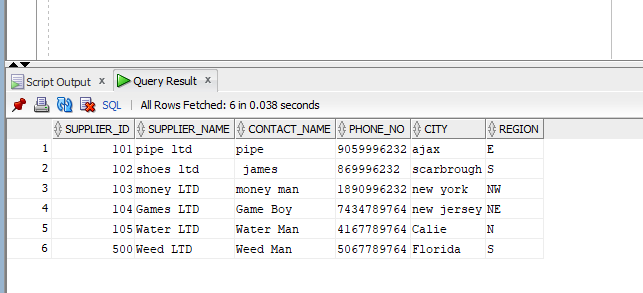 Script Output x Query Result x
SQL | All Rows Fetched: 6 in 0.038 seconds
SUPPLIER_ID SUPPLIER_NAME CONTACT_NAME PHONE_NO CITY REGION
1 101 pipe ltd pipe 9059996232 ajax E
2 102 shoes ltd james 869996232 scarbrough S
3 103 money LTD money man 1890996232 new york NW
4 104 Games LTD Game Boy 7434789764 new jersey NE
5 105 Water LTD Water Man 4167789764 Calie N
6 500 Weed LTD Weed Man 5067789764 Florida S